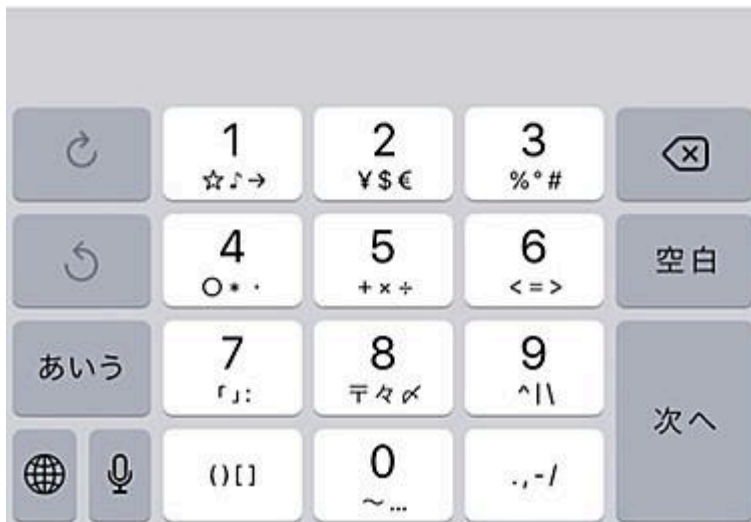 1 2 3
☆♪→ ¥$€ %°#
4 5 6 空白
○*・ +×÷ <=>
あいう 7 8 9
「」: 〒々〆 ^|\
次へ
()[] 0 .,-/
～…